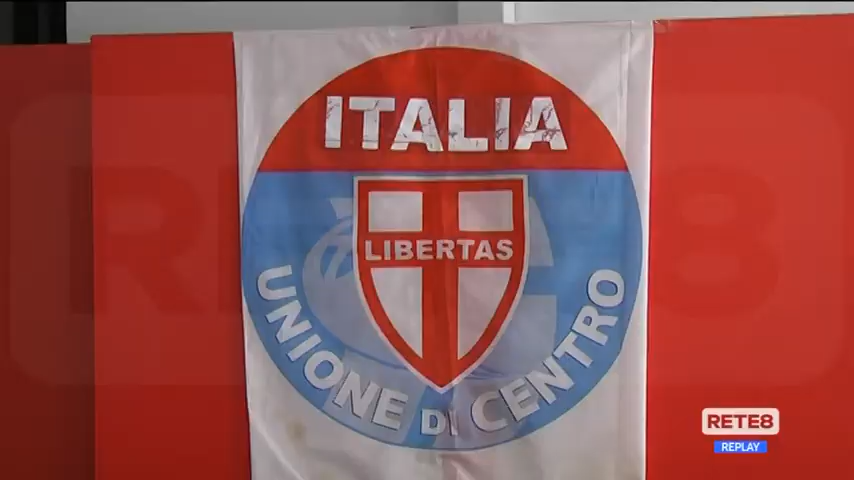 ITALIA
LIBERTAS
UNIONE DI CENTRO
RETE8
REPLAY